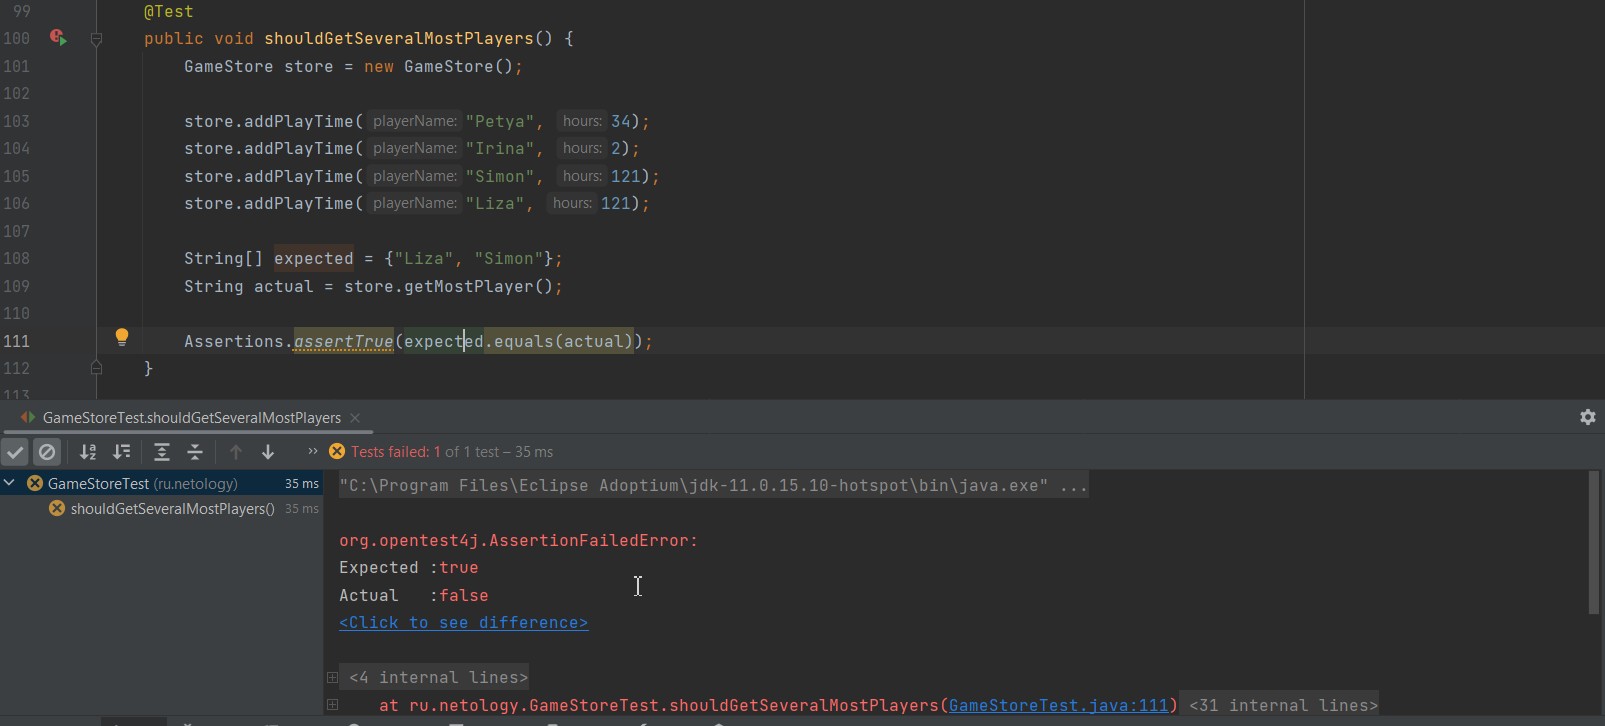 99 @Test
100 public void shouldGetSeveralMostPlayers() {
101 GameStore store = new GameStore();
102
103 store.addPlayTime( playerName: "Petya", hours: 34);
104 store.addPlayTime( playerName: "Irina", hours: 2);
105 store.addPlayTime( playerName: "Simon", hours: 121);
106 store.addPlayTime( playerName: "Liza", hours: 121);
107
108 String[] expected = {"Liza", "Simon"};
109 String actual = store.getMostPlayer();
110
111 Assertions.assertTrue(expected.equals(actual));
112 }
113
GameStoreTest.shouldGetSeveralMostPlayers
Tests failed: 1 of 1 test – 35 ms
GameStoreTest (ru.netology) 35 ms
shouldGetSeveralMostPlayers() 35 ms
"C:\Program Files\Eclipse Adoptium\jdk-11.0.15.10-hotspot\bin\java.exe" ...
org.opentest4j.AssertionFailedError:
Expected :true
Actual :false
<Click to see difference>
<4 internal lines>
at ru.netology.GameStoreTest.shouldGetSeveralMostPlayers(GameStoreTest.java:111) <31 internal lines>